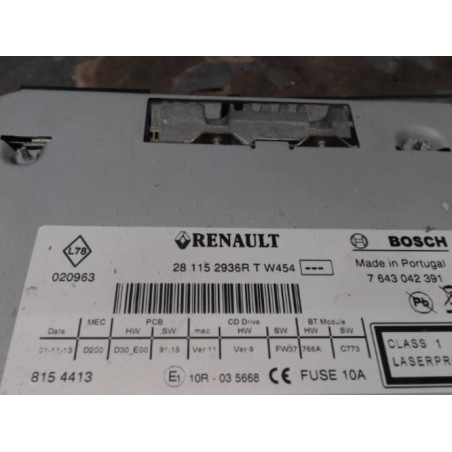 L78
RENAULT
BOSCH
020963
28 115 2936R T W454 ---
Made in Portugal
7 643 042 391
Pb
MEC PCB CD Drive BT Module
Date HW SW mec HW SW HW SW
01-11-13 D200 D30_E00 91.15 Ver 11 Ver 9 FW37 766A C773
CLASS 1
LASERPR
815 4413
E1 10R - 03 5668 CE FUSE 10A